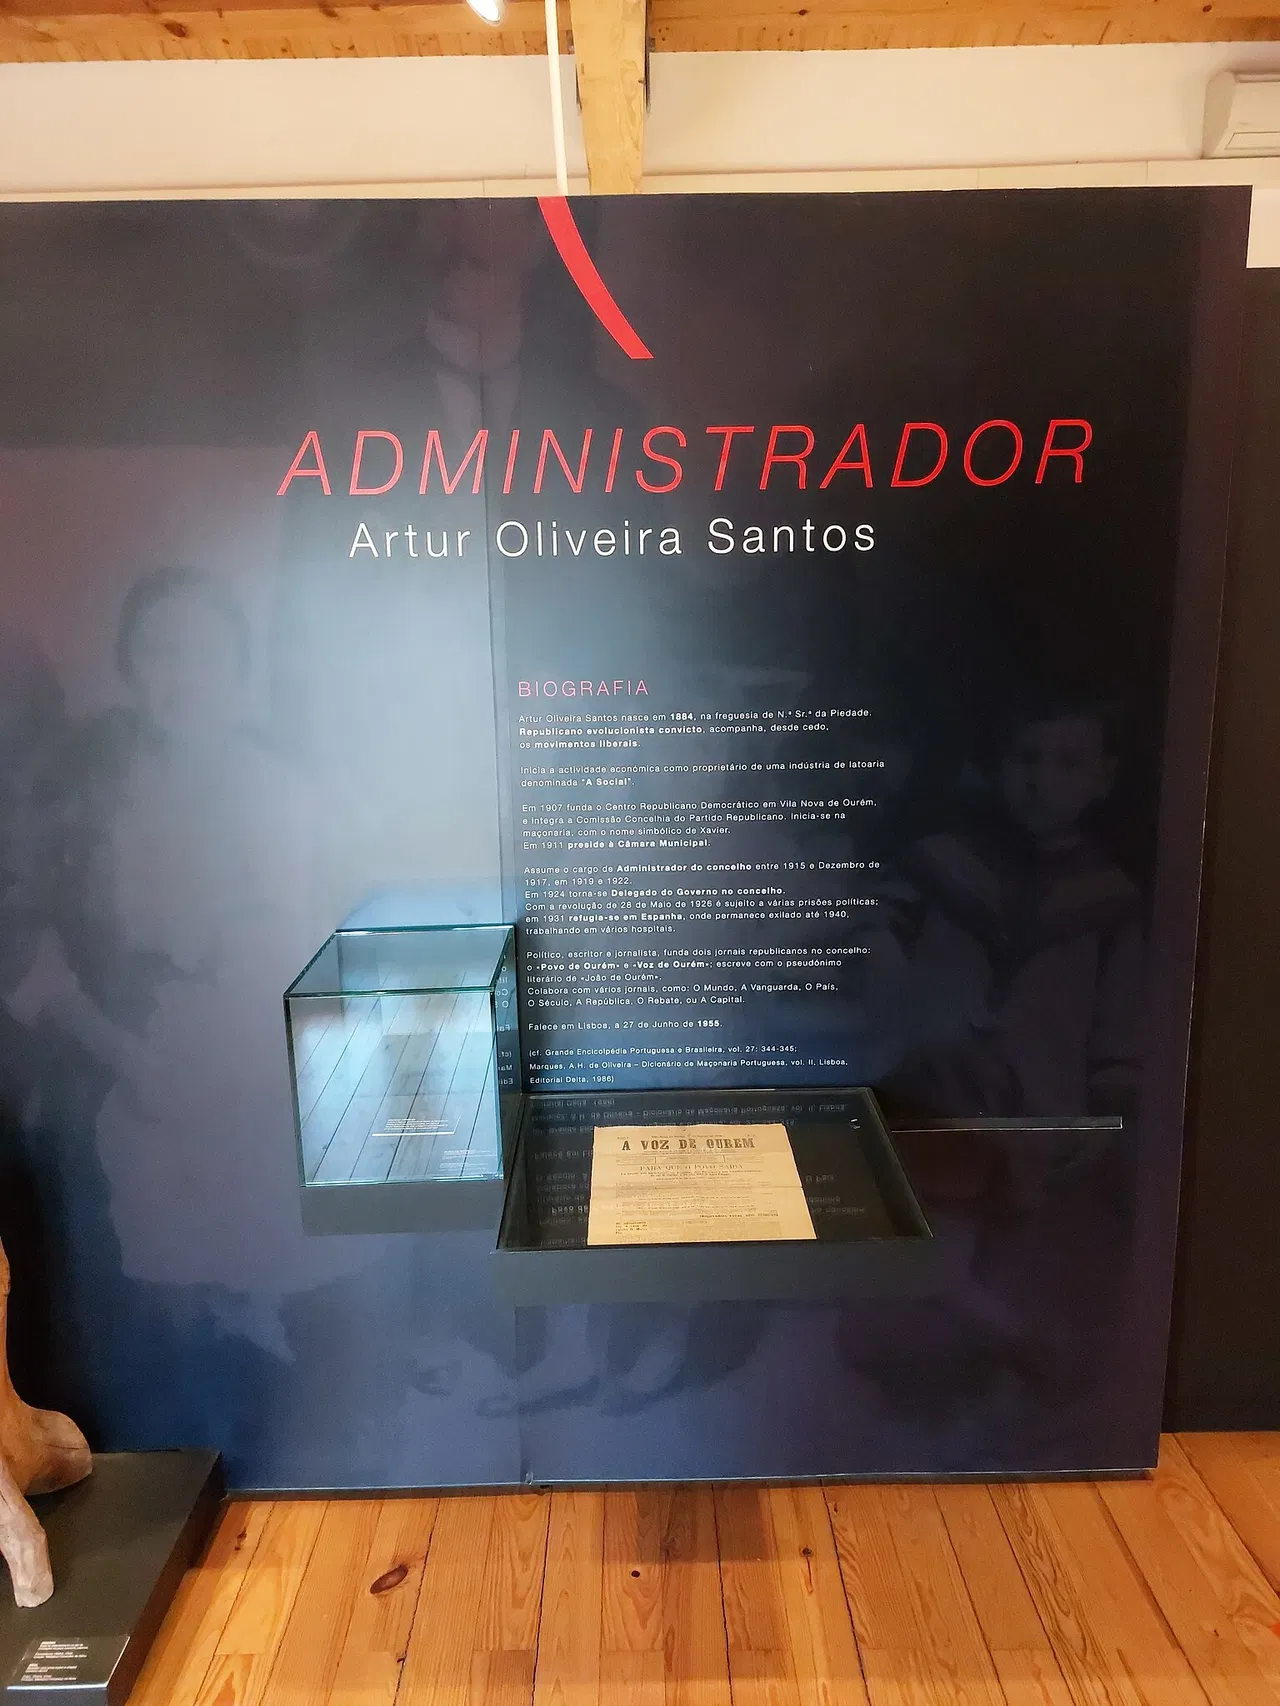 ADMINISTRADOR
Artur Oliveira Santos
BIOGRAFIA
Artur Oliveira Santos nasce em 1884, na freguesia de N.ª Sr.ª da Piedade.
Republicano evolucionista convicto, acompanha, desde cedo,
os movimentos liberais.
Inicia a actividade económica como proprietário de uma indústria de latoaria
denominada "A Social".
Em 1907 funda o Centro Republicano Democrático em Vila Nova de Ourém,
e integra a Comissão Concelhia do Partido Republicano. Inicia-se na
maçonaria, com o nome simbólico de Xavier.
Em 1911 preside à Câmara Municipal.
Assume o cargo de Administrador do concelho entre 1915 e Dezembro de
1917, em 1919 e 1922.
Em 1924 torna-se Delegado do Governo no concelho.
Com a revolução de 28 de Maio de 1926 é sujeito a várias prisões políticas;
em 1931 refugia-se em Espanha, onde permanece exilado até 1940,
trabalhando em vários hospitais.
Político, escritor e jornalista, funda dois jornais republicanos no concelho:
o «Povo de Ourém» e «Voz de Ourém»; escreve com o pseudónimo
literário de «João de Ourém».
Colabora com vários jornais, como: O Mundo, A Vanguarda, O País,
O Século, A República, O Rebate, ou A Capital.
Falece em Lisboa, a 27 de Junho de 1955.
(cf. Grande Encicolpédia Portuguesa e Brasileira, vol. 27: 344-345;
Marques, A.H. de Oliveira – Dicionário de Maçonaria Portuguesa, vol. II, Lisboa,
Editorial Delta, 1986)
A VOZ DE OUREM
PARA QUE O POVO SAIBA